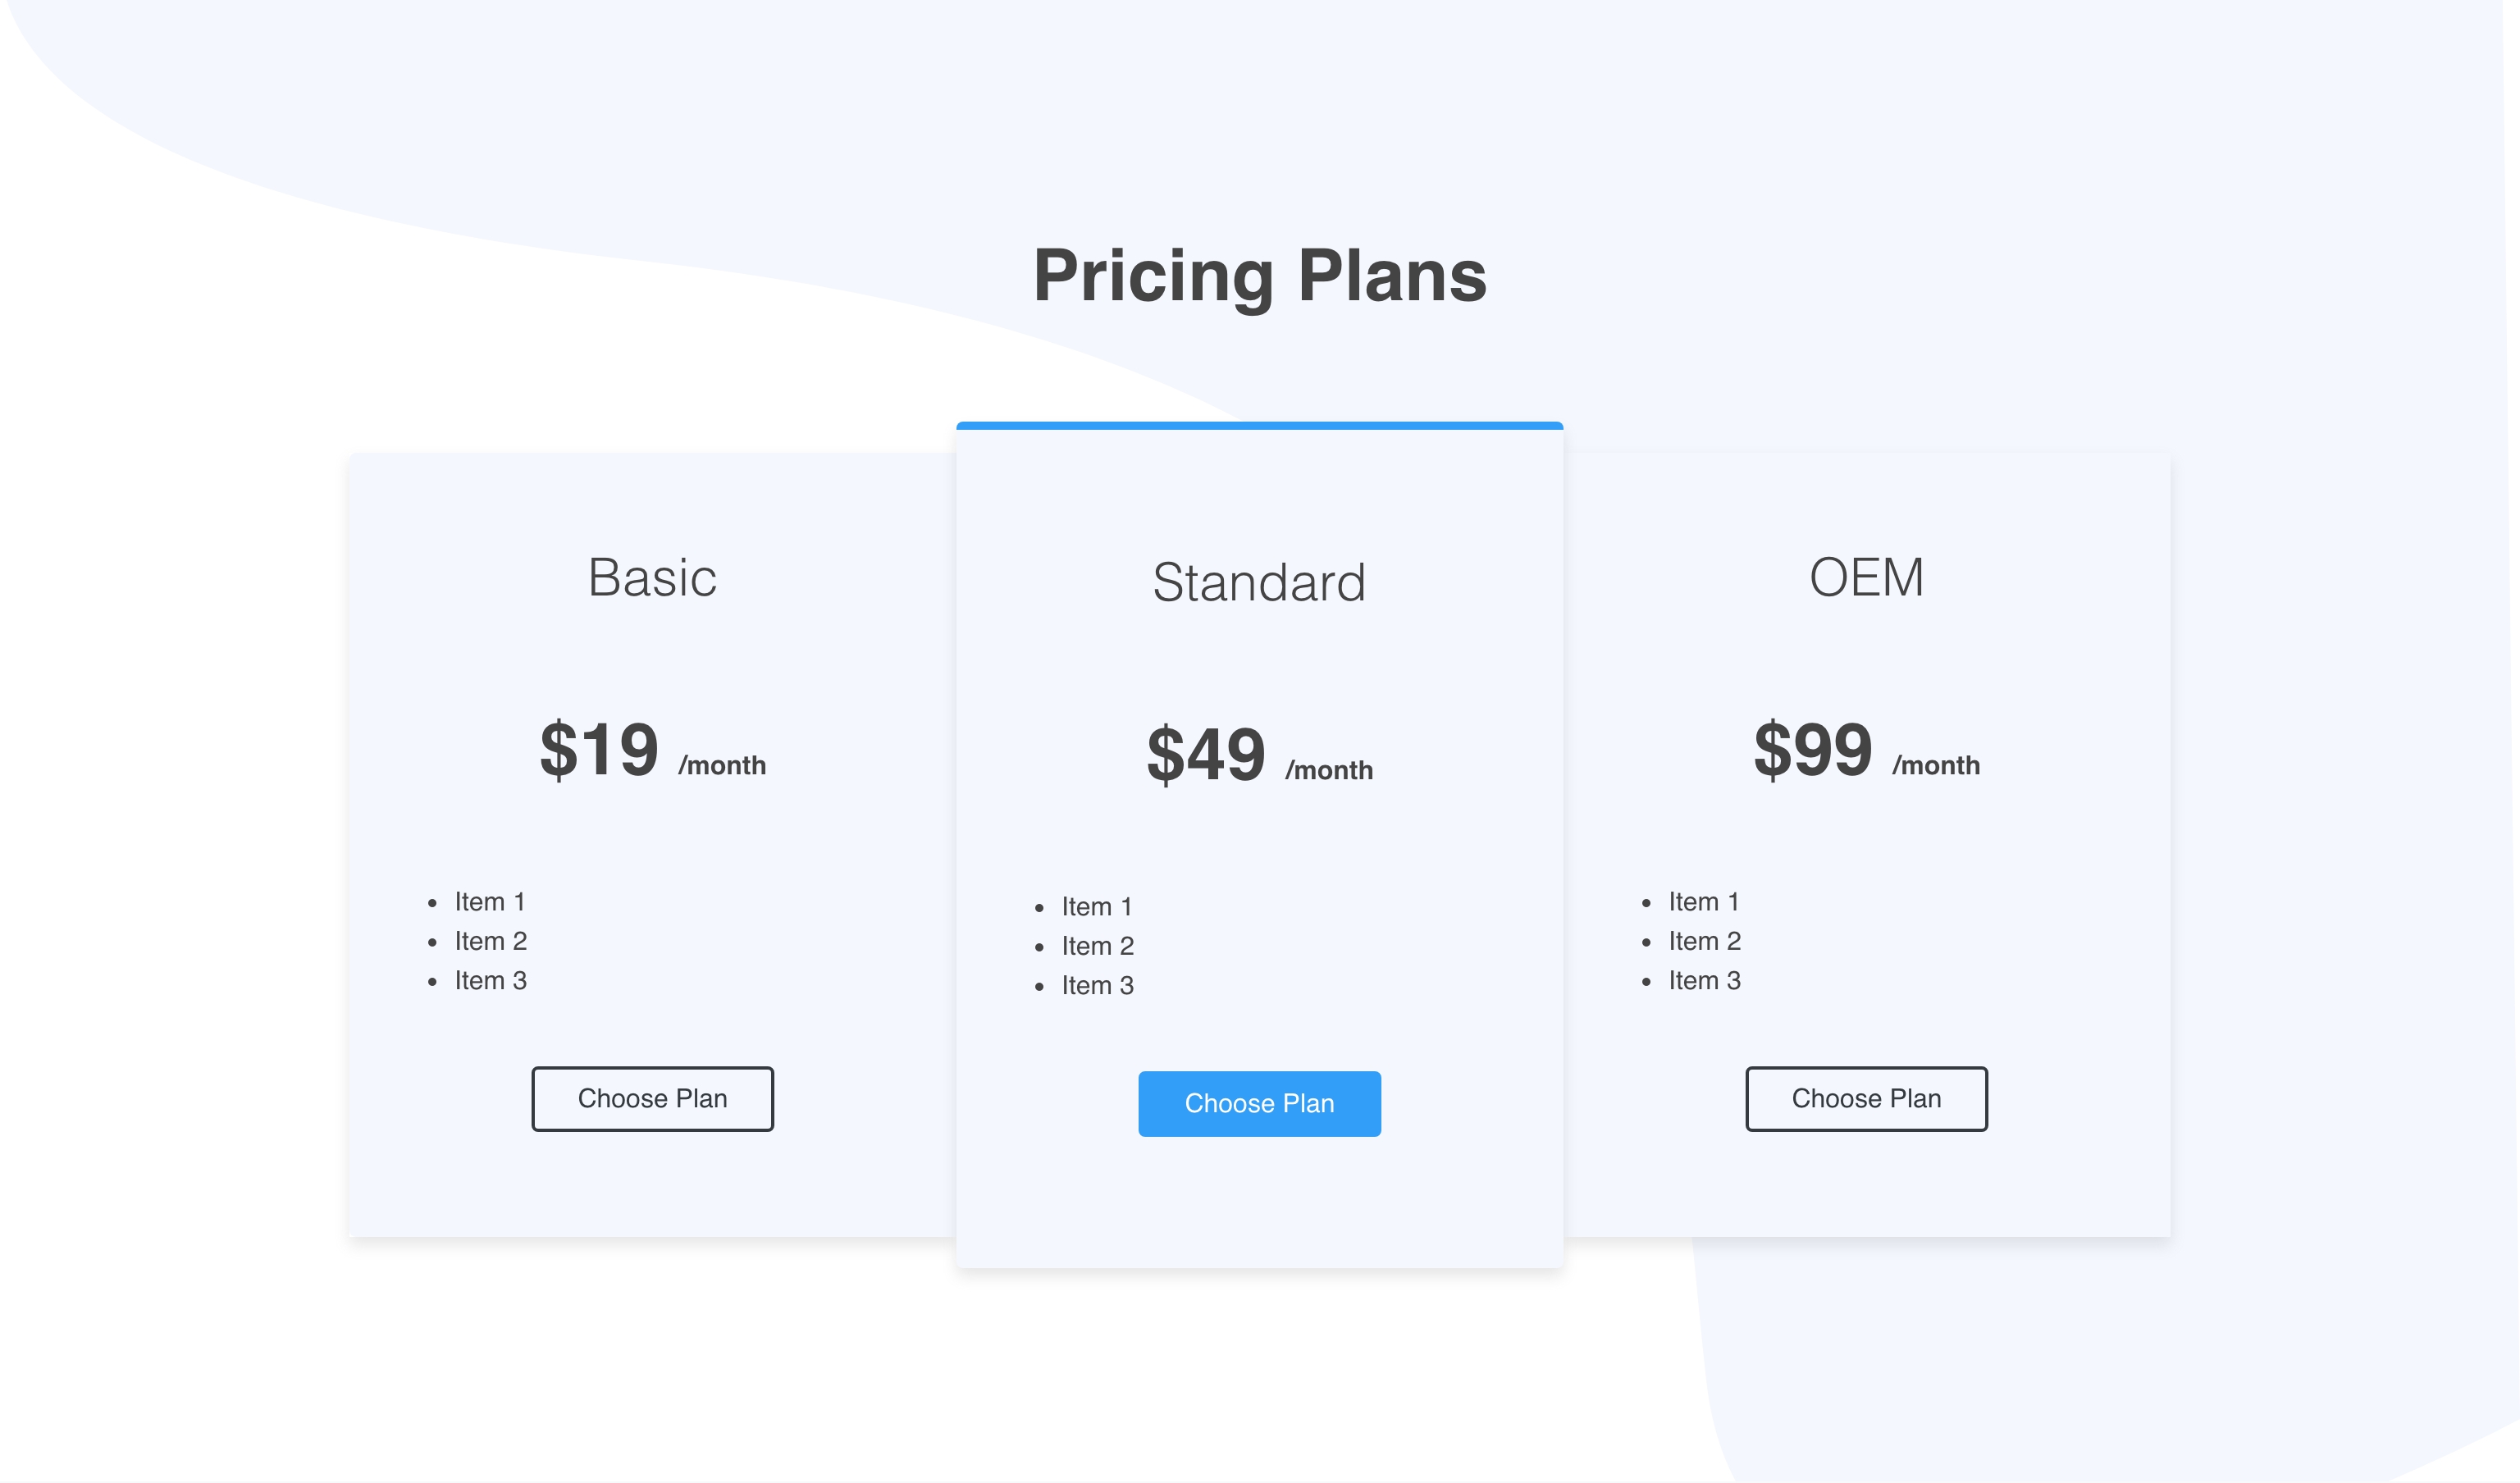 Pricing Plans
Basic
$19 /month
Item 1
Item 2
Item 3
Choose Plan
Standard
$49 /month
Item 1
Item 2
Item 3
Choose Plan
OEM
$99 /month
Item 1
Item 2
Item 3
Choose Plan